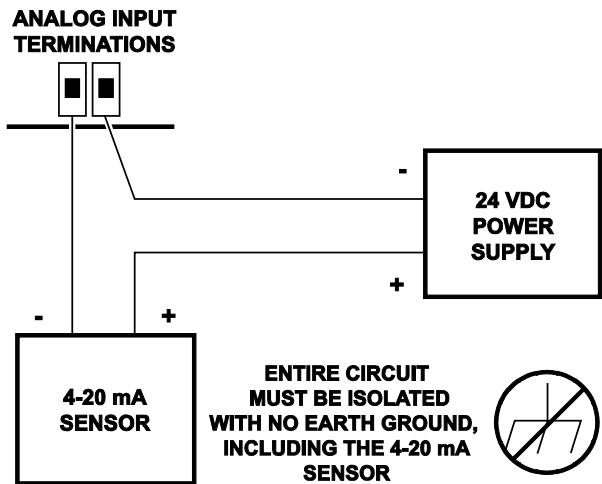 ANALOG INPUT
TERMINATIONS
-
24 VDC
POWER
SUPPLY
+
-
+
4-20 mA
SENSOR
ENTIRE CIRCUIT
MUST BE ISOLATED
WITH NO EARTH GROUND,
INCLUDING THE 4-20 mA
SENSOR